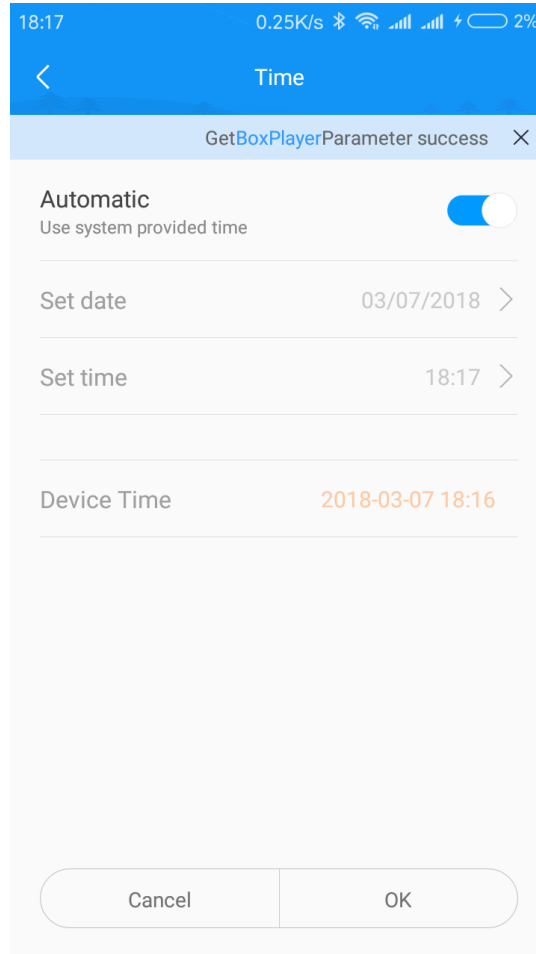 18:17 0.25K/s 2%
Time
GetBoxPlayerParameter success
Automatic
Use system provided time
Set date 03/07/2018
Set time 18:17
Device Time 2018-03-07 18:16
Cancel OK